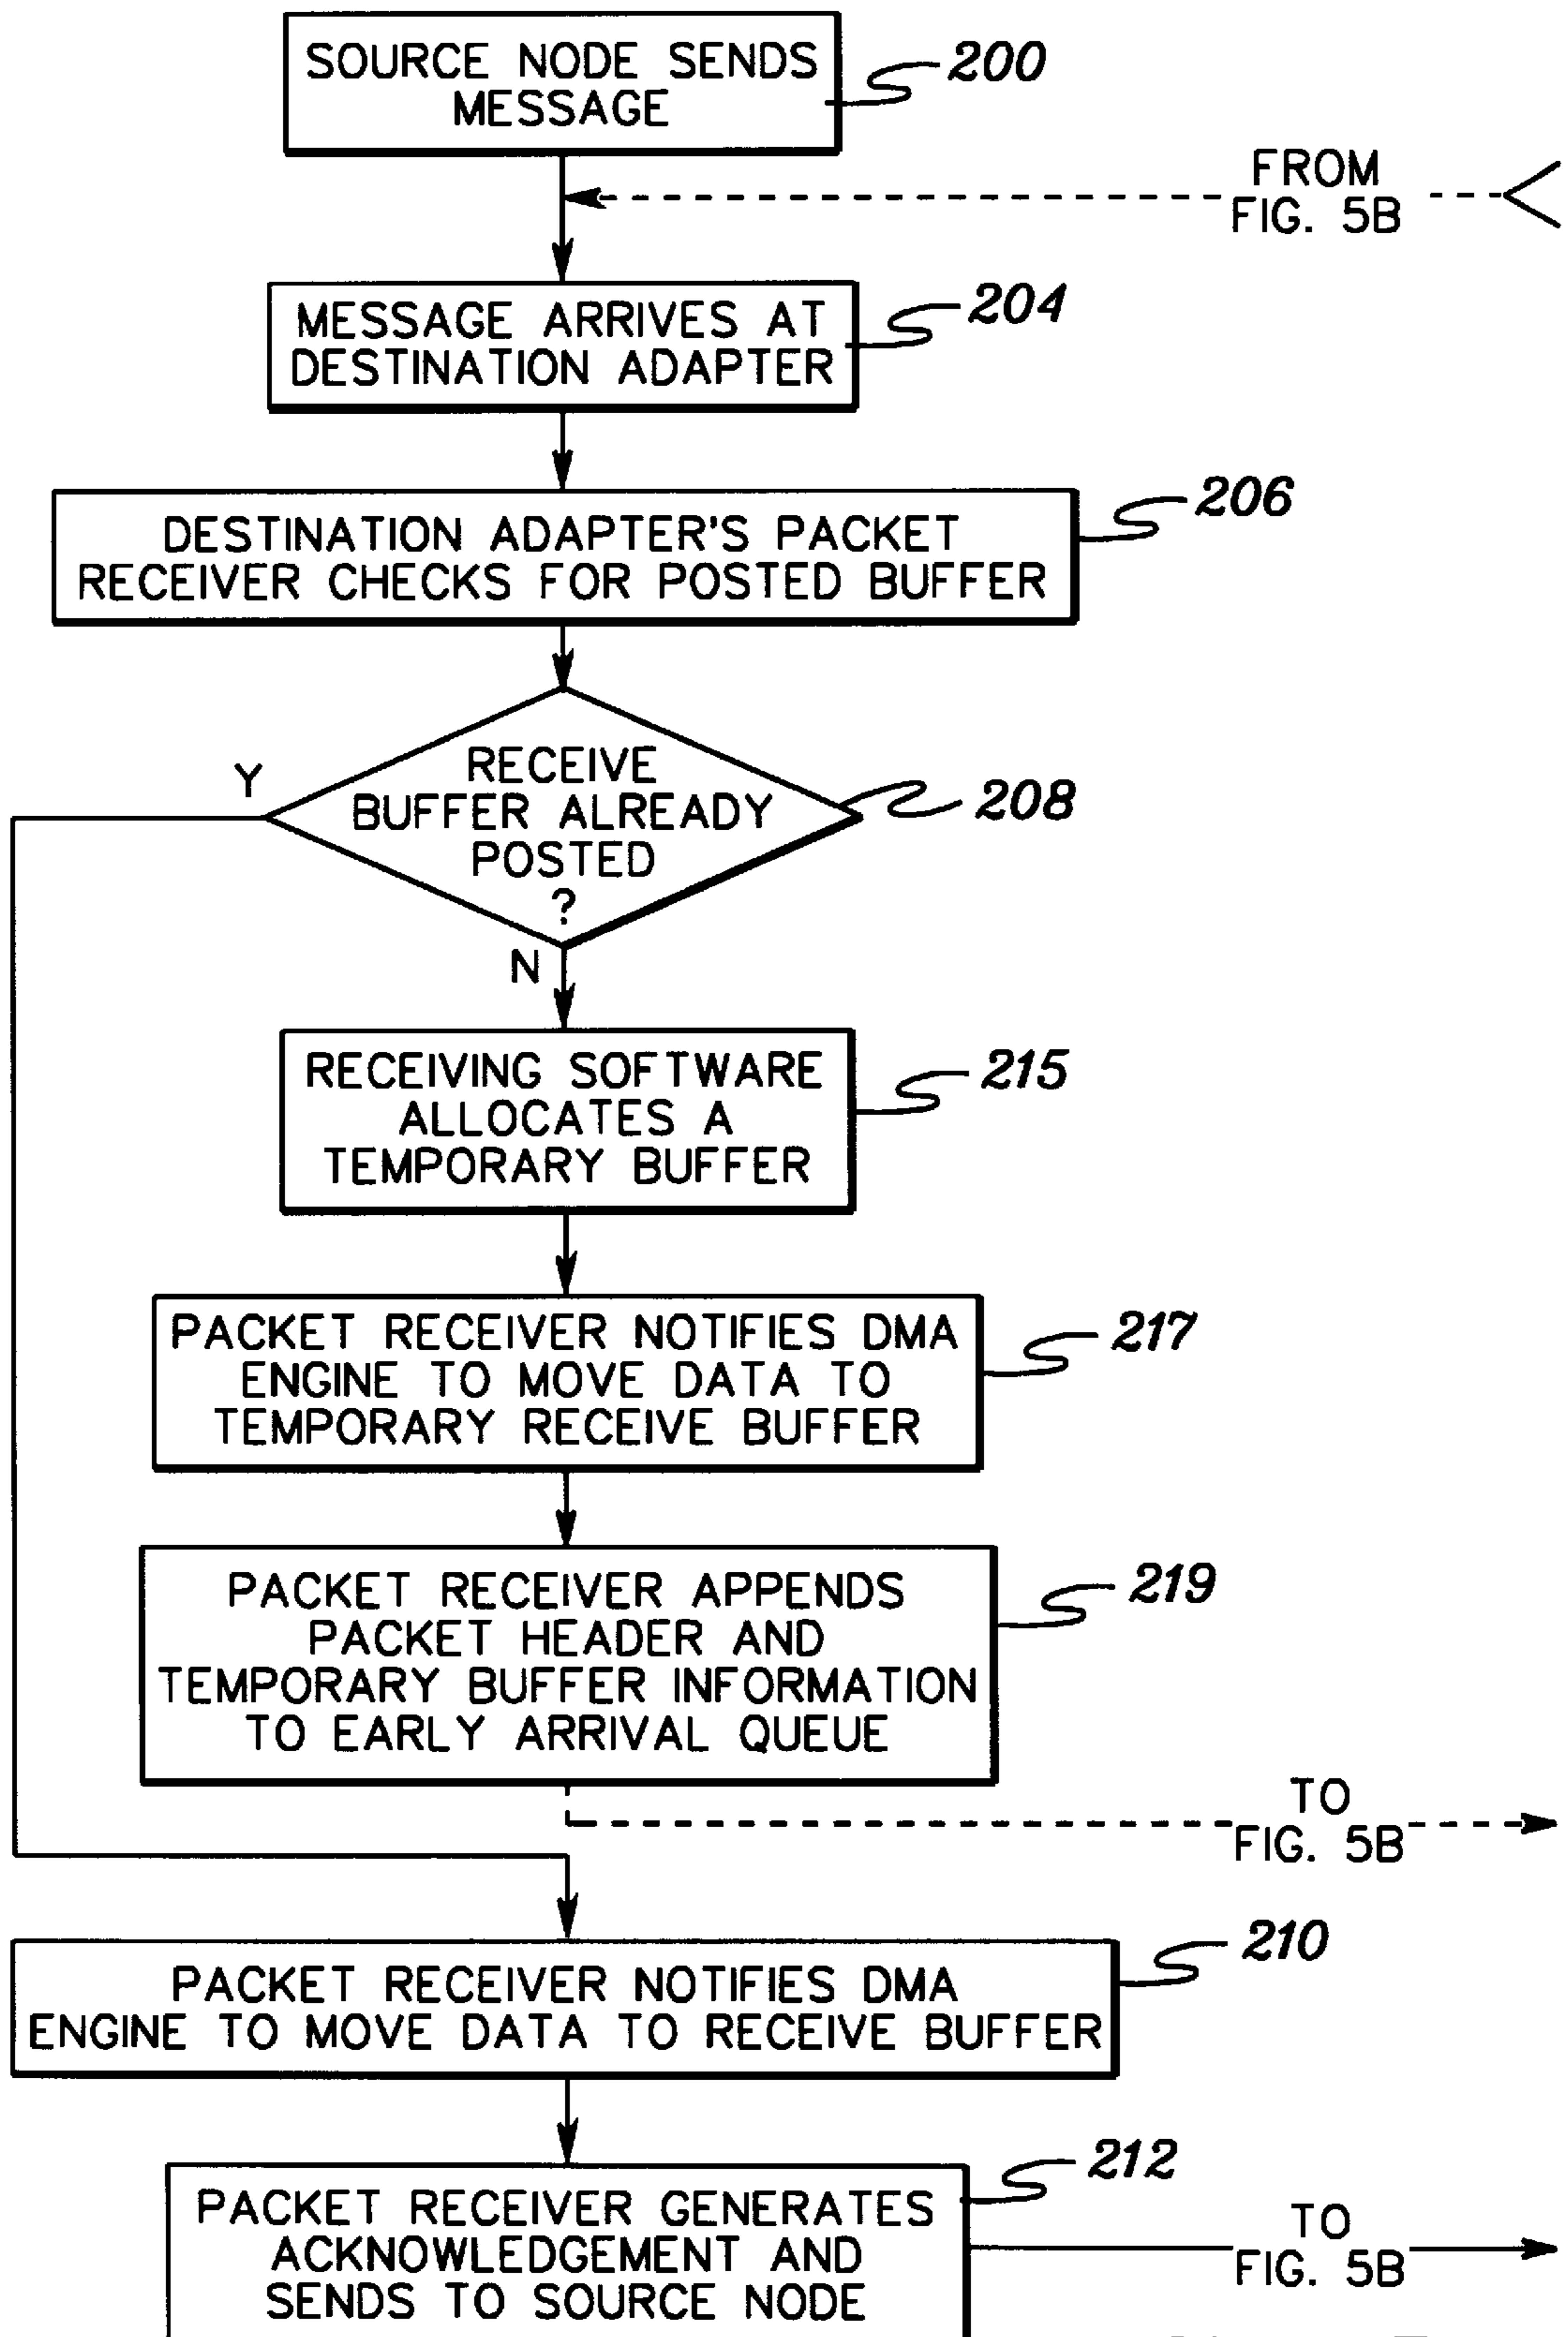 SOURCE NODE SENDS
MESSAGE
200
FROM
FIG. 5B
MESSAGE ARRIVES AT
DESTINATION ADAPTER
204
DESTINATION ADAPTER'S PACKET
RECEIVER CHECKS FOR POSTED BUFFER
206
Y
RECEIVE
BUFFER ALREADY
POSTED
?
208
N
RECEIVING SOFTWARE
ALLOCATES A
TEMPORARY BUFFER
215
PACKET RECEIVER NOTIFIES DMA
ENGINE TO MOVE DATA TO
TEMPORARY RECEIVE BUFFER
217
PACKET RECEIVER APPENDS
PACKET HEADER AND
TEMPORARY BUFFER INFORMATION
TO EARLY ARRIVAL QUEUE
219
TO
FIG. 5B
PACKET RECEIVER NOTIFIES DMA
ENGINE TO MOVE DATA TO RECEIVE BUFFER
210
PACKET RECEIVER GENERATES
ACKNOWLEDGEMENT AND
SENDS TO SOURCE NODE
212
TO
FIG. 5B